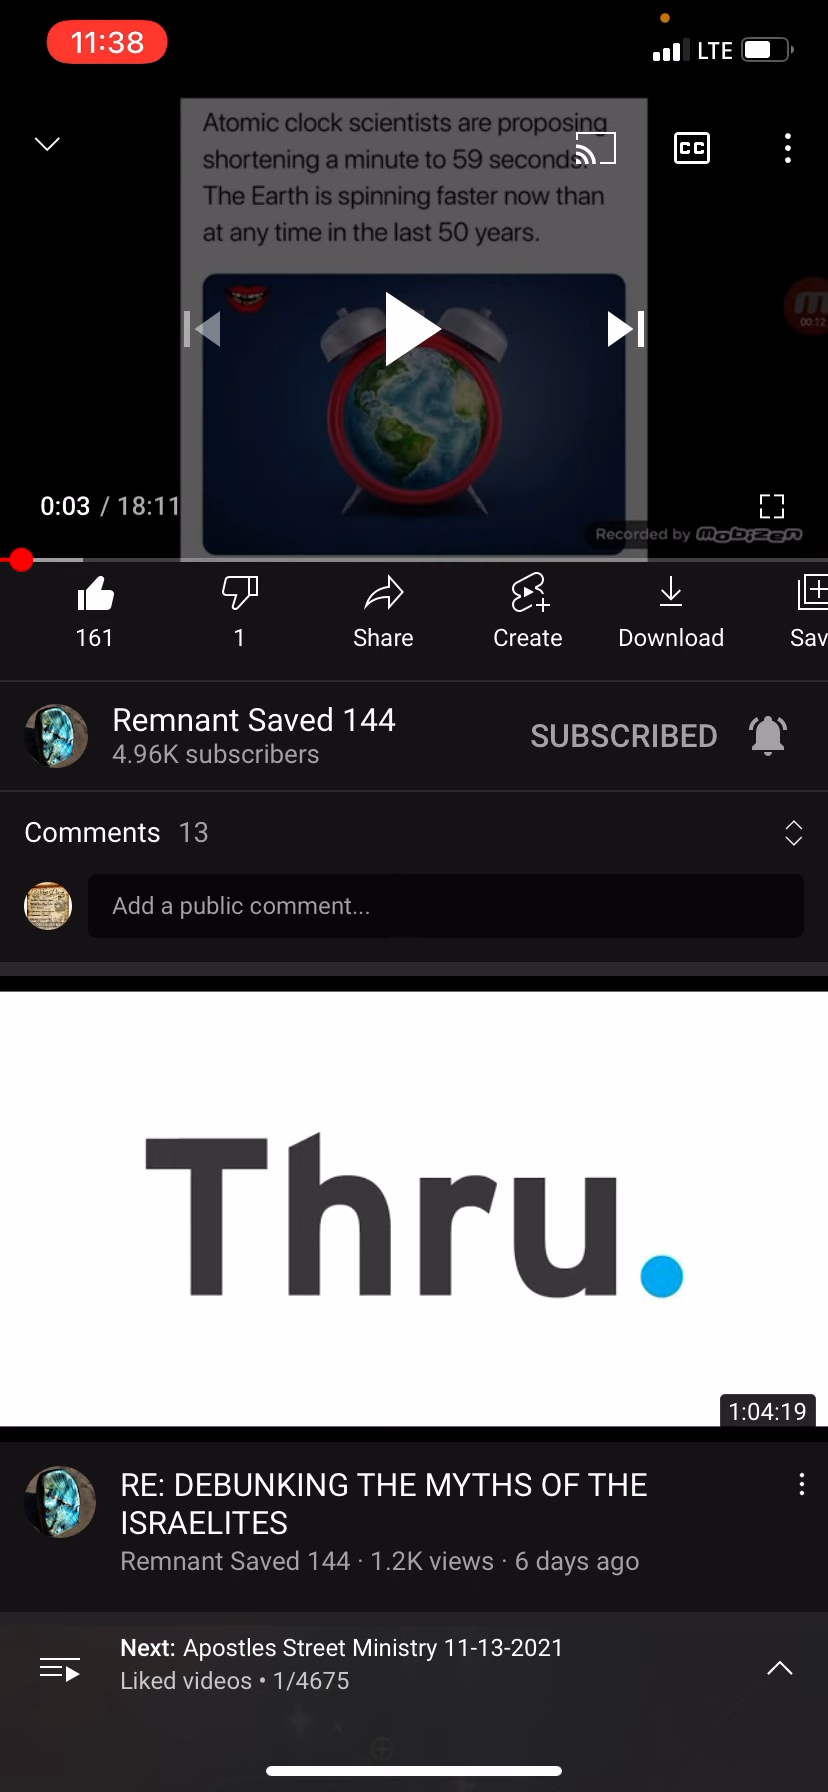 11:38
LTE
Atomic clock scientists are proposing
shortening a minute to 59 seconds.
The Earth is spinning faster now than
at any time in the last 50 years.
CC
00:12
0:03 / 18:11
Recorded by mobizen
161
1
Share
Create
Download
Sav
Remnant Saved 144
4.96K subscribers
SUBSCRIBED
Comments 13
Add a public comment...
Thru.
1:04:19
RE: DEBUNKING THE MYTHS OF THE
ISRAELITES
Remnant Saved 144 · 1.2K views · 6 days ago
Next: Apostles Street Ministry 11-13-2021
Liked videos • 1/4675